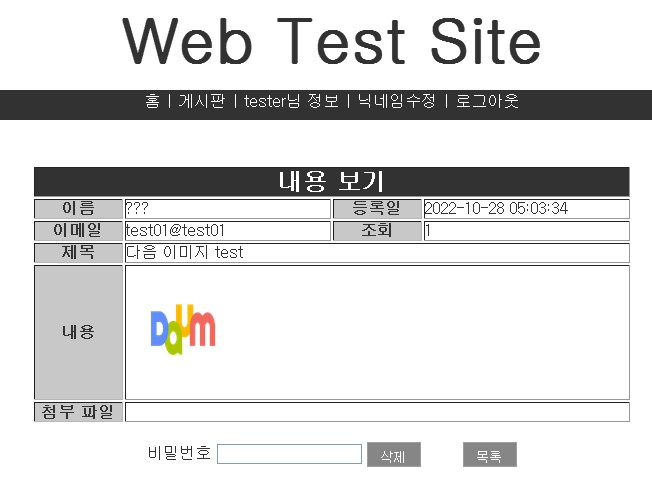 Web Test Site
홈 | 게시판 | tester님 정보 | 닉네임수정 | 로그아웃
내용 보기
이름 ??? 등록일 2022-10-28 05:03:34
이메일 test01@test01 조회 1
제목 다음 이미지 test
내용 Daum
첨부 파일
비밀번호 삭제 목록